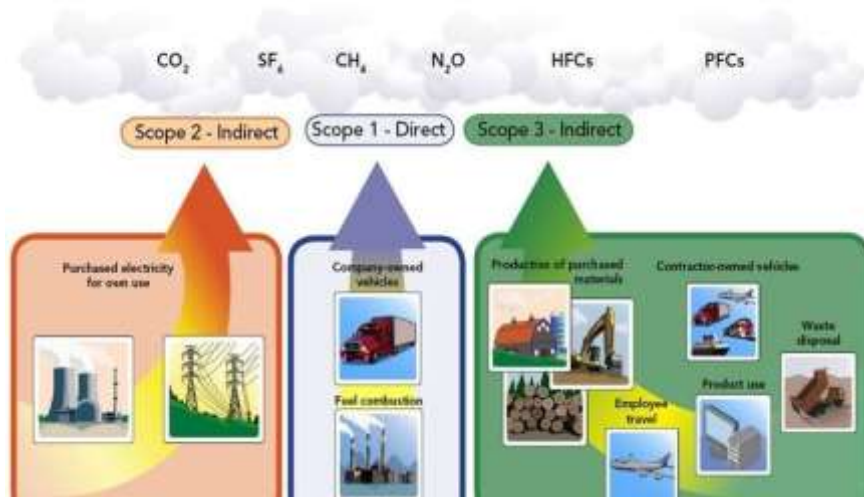 CO₂ SF₆ CH₄ N₂O HFCs PFCs
Scope 2 - Indirect
Scope 1 - Direct
Scope 3 - Indirect
Purchased electricity
for own use
Company-owned
vehicles
Fuel combustion
Production of purchased
materials
Contractor-owned vehicles
Waste
disposal
Product use
Employee
travel